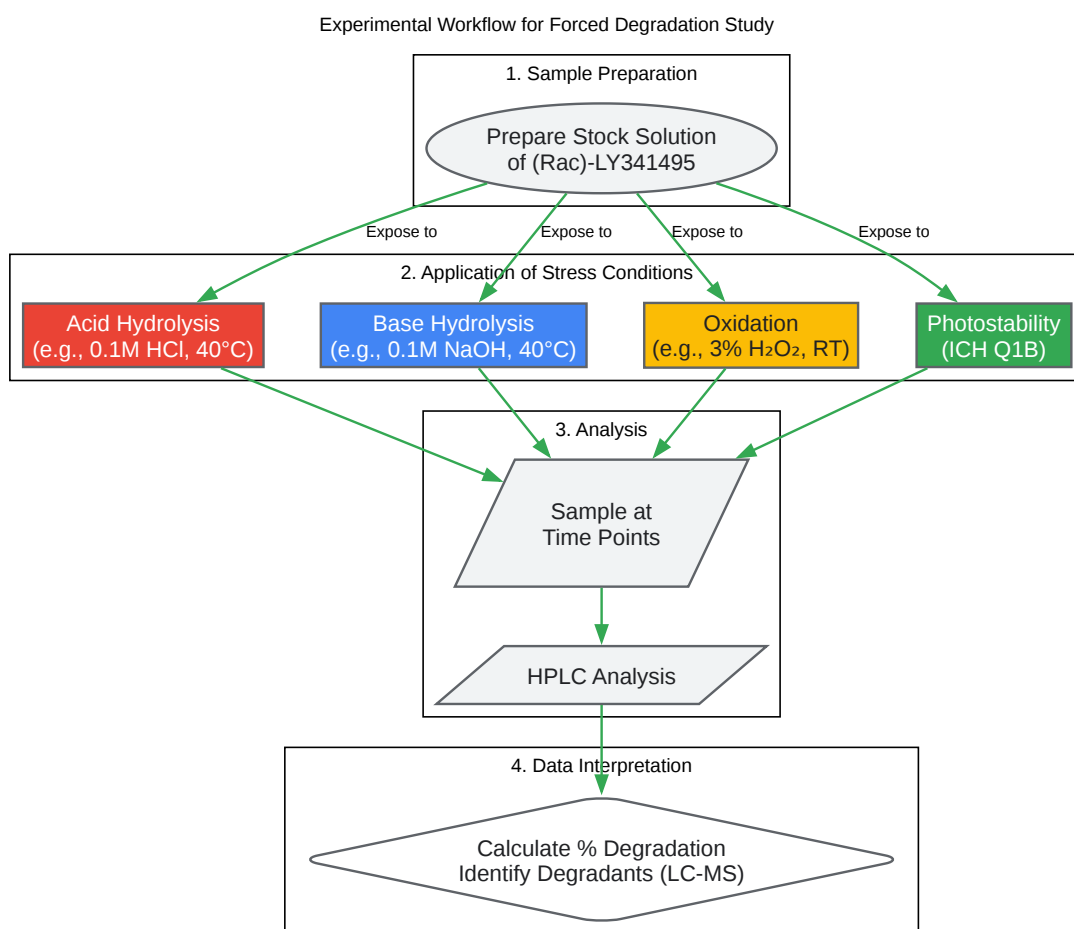 Experimental Workflow for Forced Degradation Study
1. Sample Preparation
Prepare Stock Solution
of (Rac)-LY341495
Expose to
Expose to
Expose to
Expose to
2. Application of Stress Conditions
Acid Hydrolysis
(e.g., 0.1M HCl, 40°C)
Base Hydrolysis
(e.g., 0.1M NaOH, 40°C)
Oxidation
(e.g., 3% H₂O₂, RT)
Photostability
(ICH Q1B)
3. Analysis
Sample at
Time Points
HPLC Analysis
4. Data Interpretation
Calculate % Degradation
Identify Degradants (LC-MS)